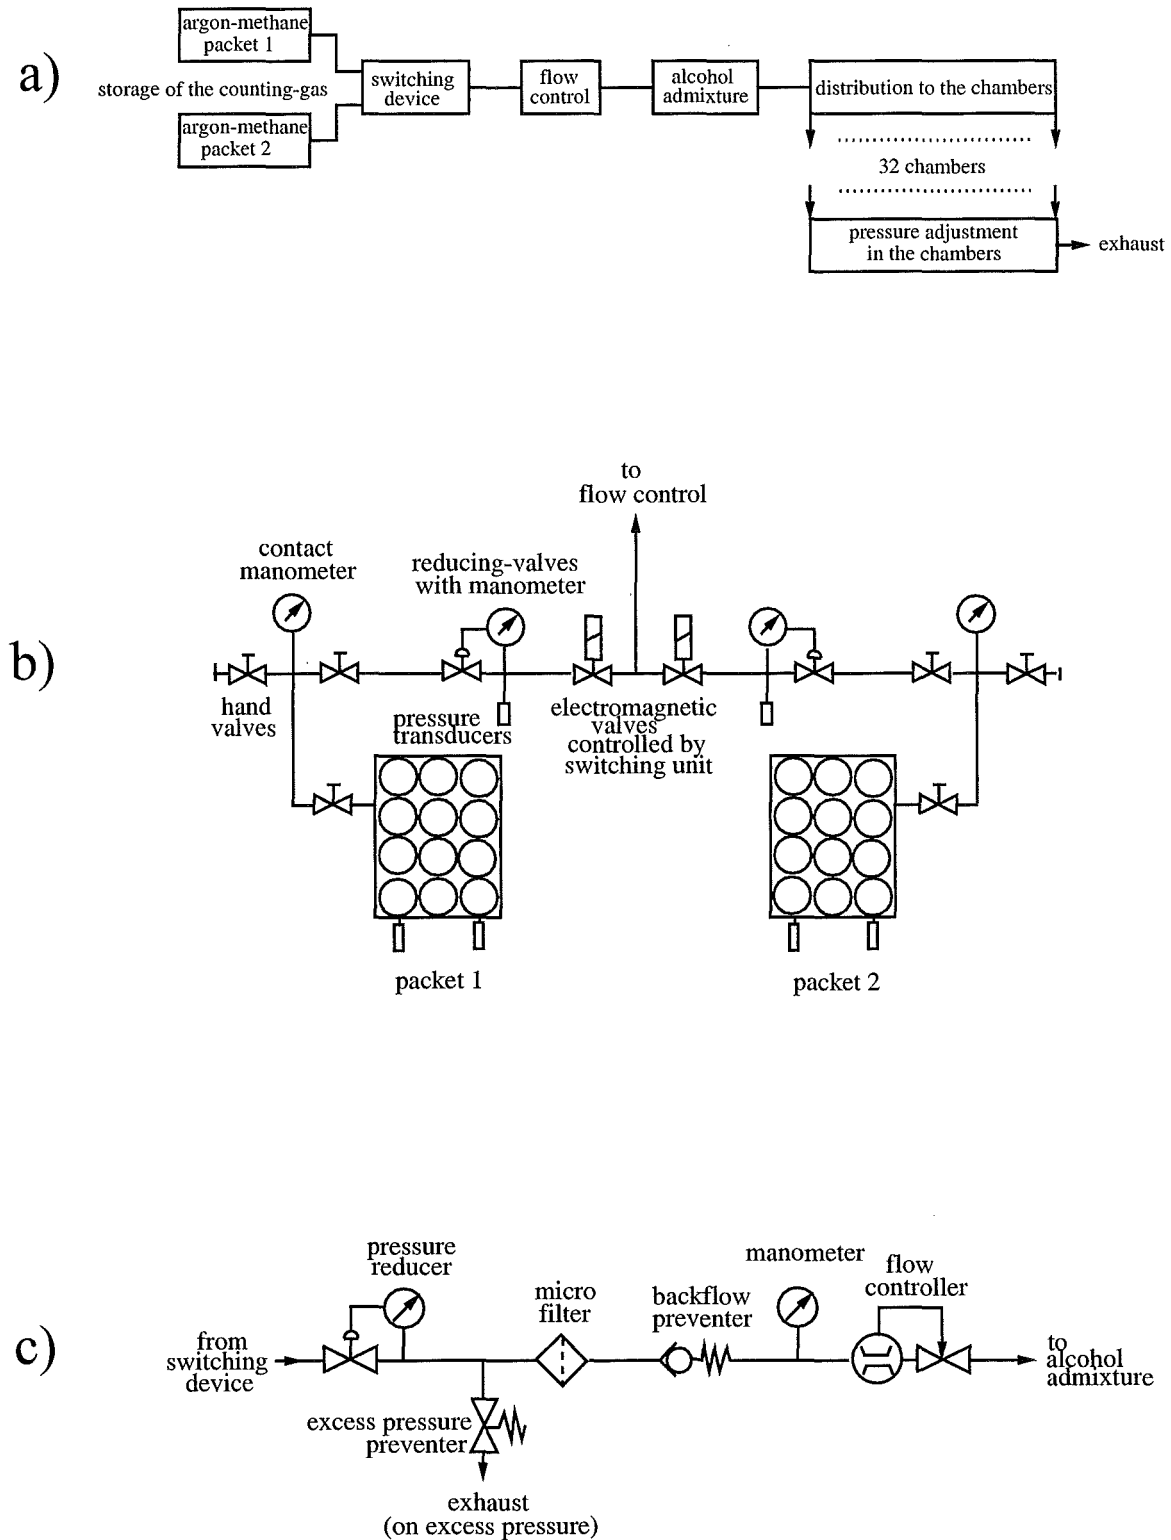 a)
argon-methane
packet 1
storage of the counting-gas
argon-methane
packet 2
switching
device
flow
control
alcohol
admixture
distribution to the chambers
32 chambers
pressure adjustment
in the chambers
exhaust
b)
to
flow control
contact
manometer
reducing-valves
with manometer
hand
valves
pressure
transducers
electromagnetic
valves
controlled by
switching unit
packet 1
packet 2
c)
from
switching
device
pressure
reducer
excess pressure
preventer
exhaust
(on excess pressure)
micro
filter
backflow
preventer
manometer
flow
controller
to
alcohol
admixture